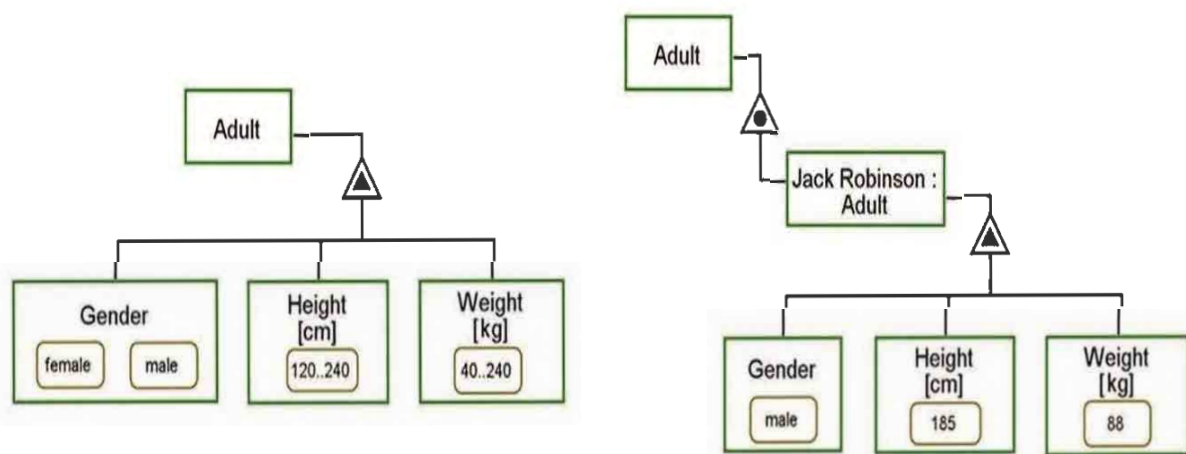 Adult
Gender
female
male
Height
[cm]
120..240
Weight
[kg]
40..240
Adult
Jack Robinson :
Adult
Gender
male
Height
[cm]
185
Weight
[kg]
88